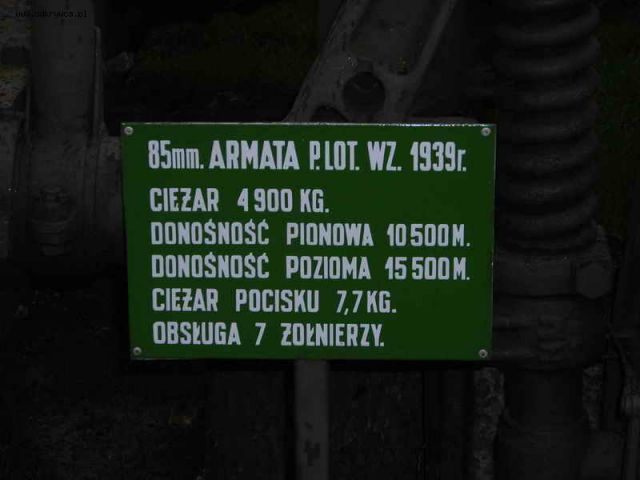 85mm. ARMATA P.LOT. WZ. 1939r.
CIEŻAR 4 900 KG.
DONOŚNOŚĆ PIONOWA 10 500 M.
DONOŚNOŚĆ POZIOMA 15 500 M.
CIEŻAR POCISKU 7,7 KG.
OBSŁUGA 7 ŻOŁNIERZY.